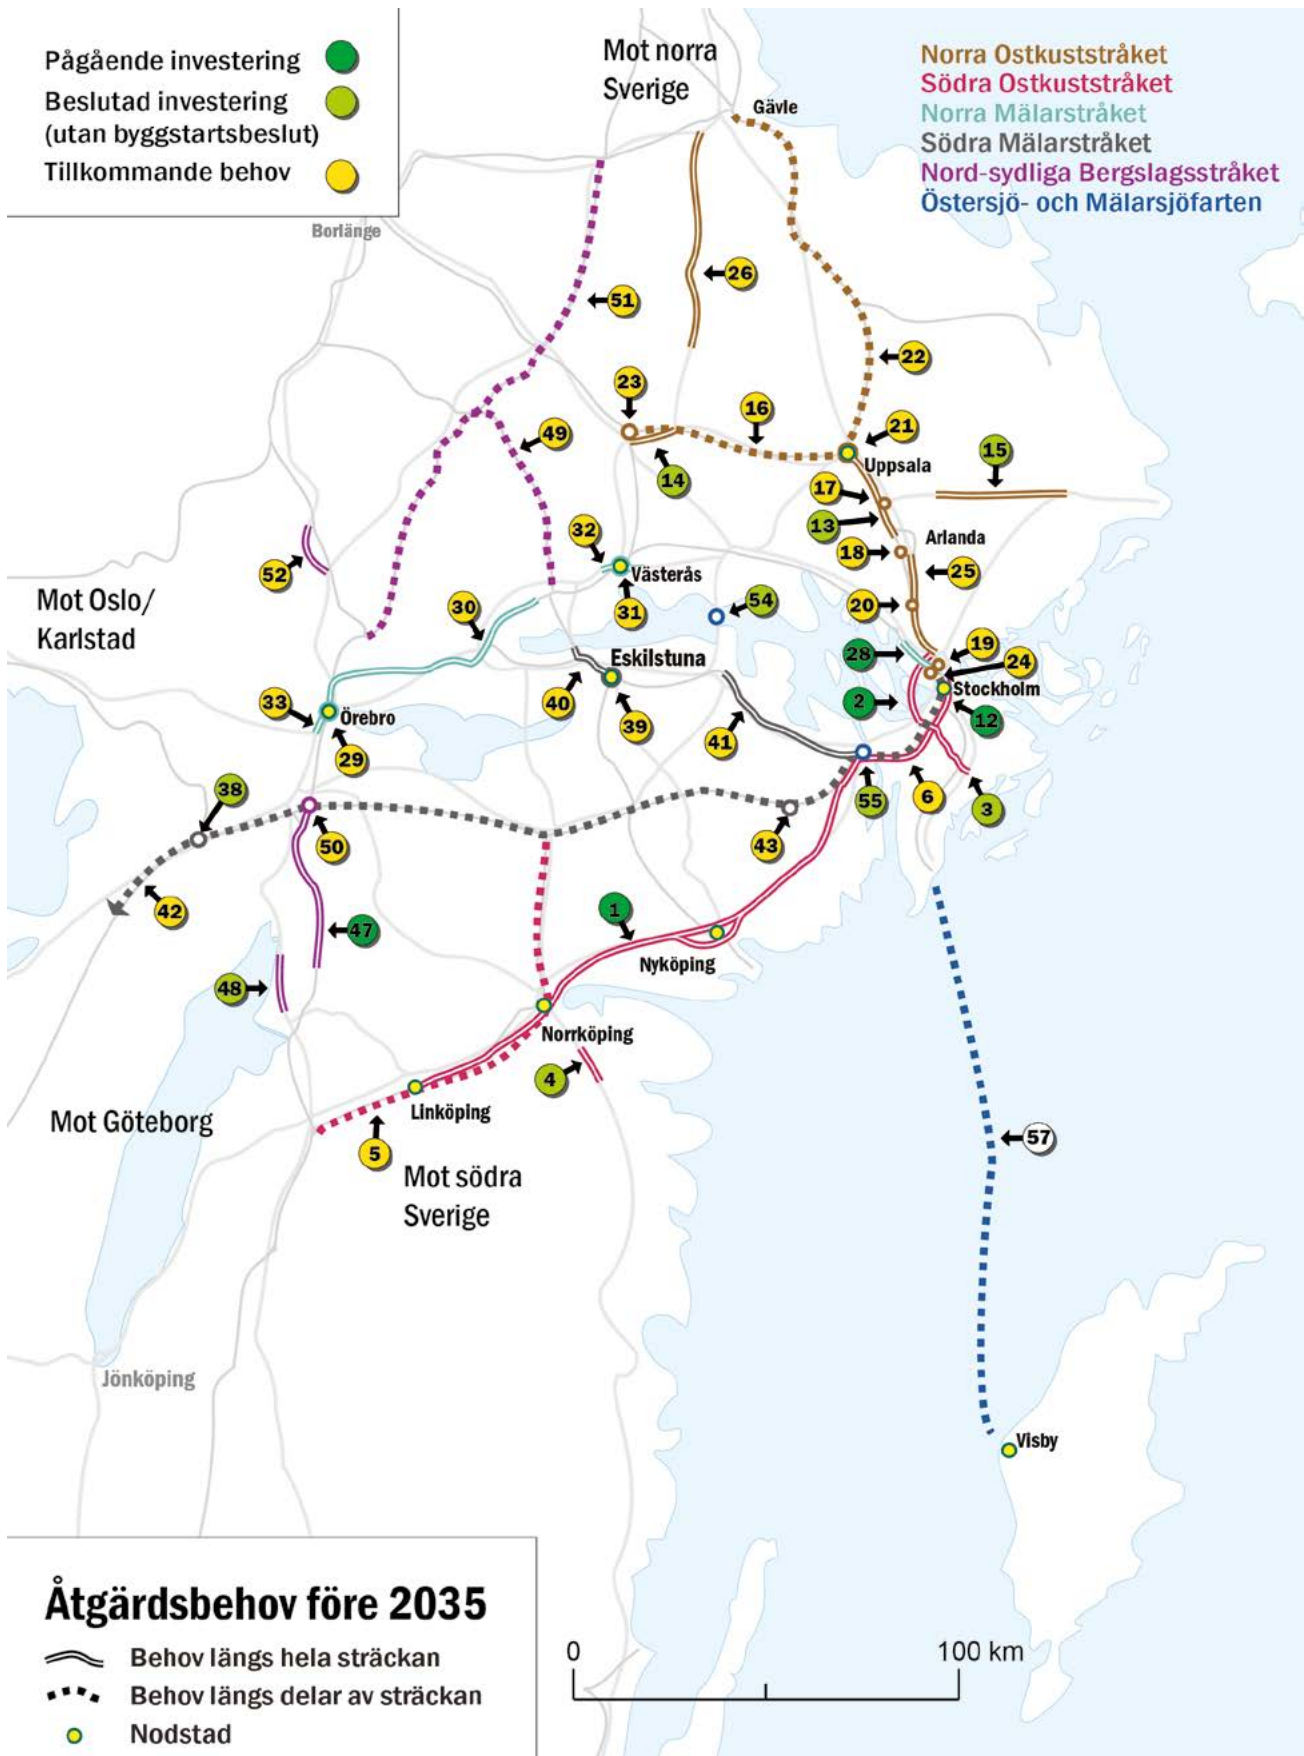 Pågående investering
Beslutad investering
(utan byggstartsbeslut)
Tillkommande behov
Mot norra
Sverige
Norra Ostkuststråket
Södra Ostkuststråket
Norra Mälarstråket
Södra Mälarstråket
Nord-sydliga Bergslagsstråket
Östersjö- och Mälarsjöfarten
Gävle
Borlänge
26
51
22
23
16
21
49
15
Uppsala
14
17
13
32
18
Arlanda
25
52
Västerås
Mot Oslo/
Karlstad
30
31
54
20
28
19
24
Eskilstuna
Stockholm
33
Örebro
40
39
2
12
41
29
38
55
6
3
50
43
42
1
47
Nyköping
48
Norrköping
4
Linköping
Mot Göteborg
57
5
Mot södra
Sverige
Jönköping
Visby
Åtgärdsbehov före 2035
Behov längs hela sträckan
Behov längs delar av sträckan
Nodstad
0
100 km